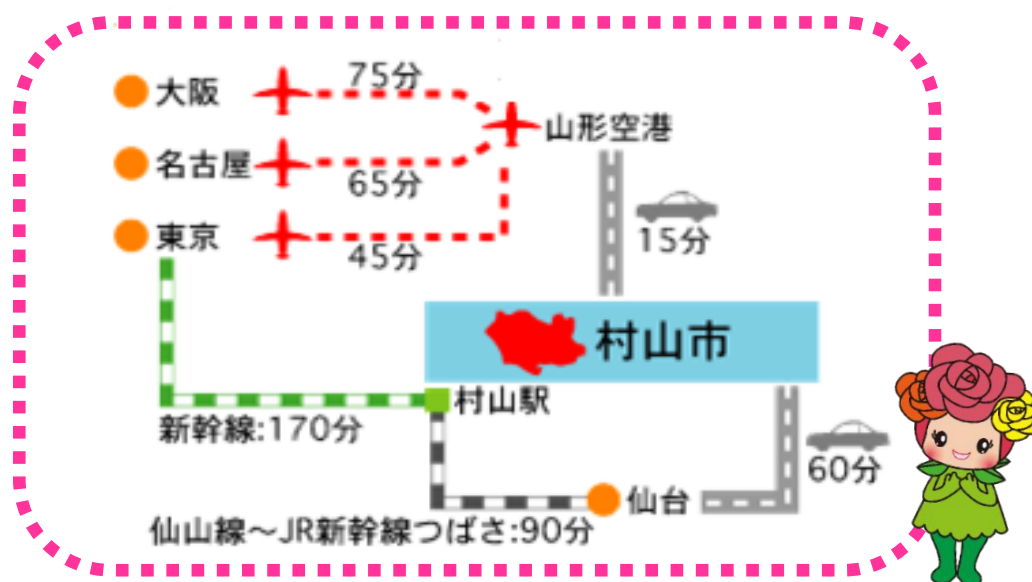 大阪
75分
山形空港
名古屋
65分
東京
45分
15分
村山市
村山駅
新幹線:170分
60分
仙台
仙山線～JR新幹線つばさ:90分